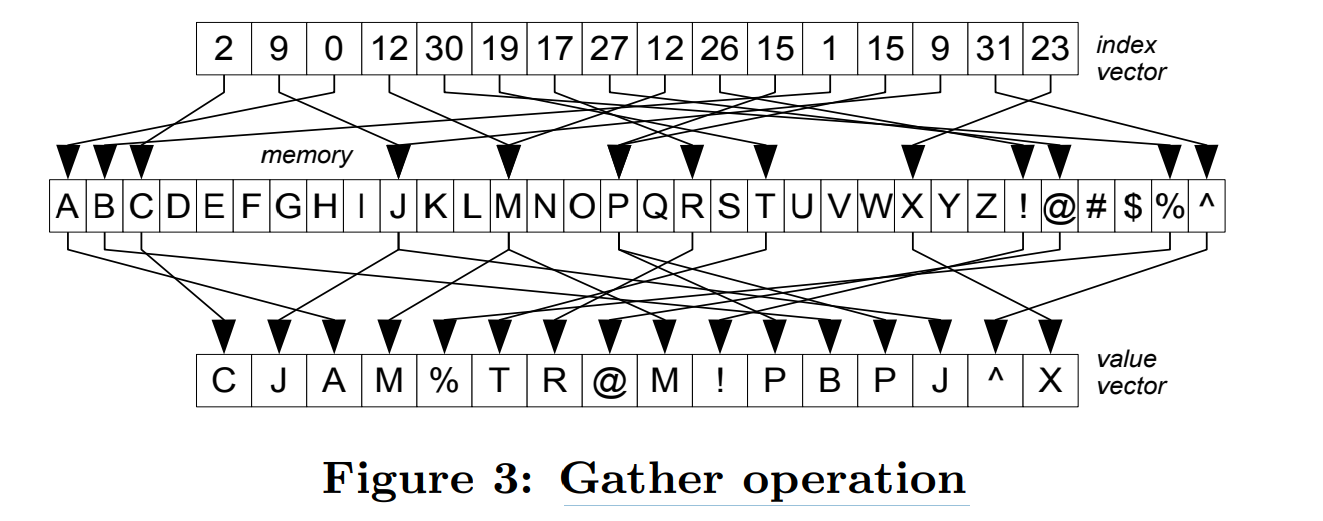 2 9 0 12 30 19 17 27 12 26 15 1 15 9 31 23
index
vector
memory
A B C D E F G H I J K L M N O P Q R S T U V W X Y Z ! @ # $ % ^
C J A M % T R @ M ! P B P J ^ X
value
vector
Figure 3: Gather operation